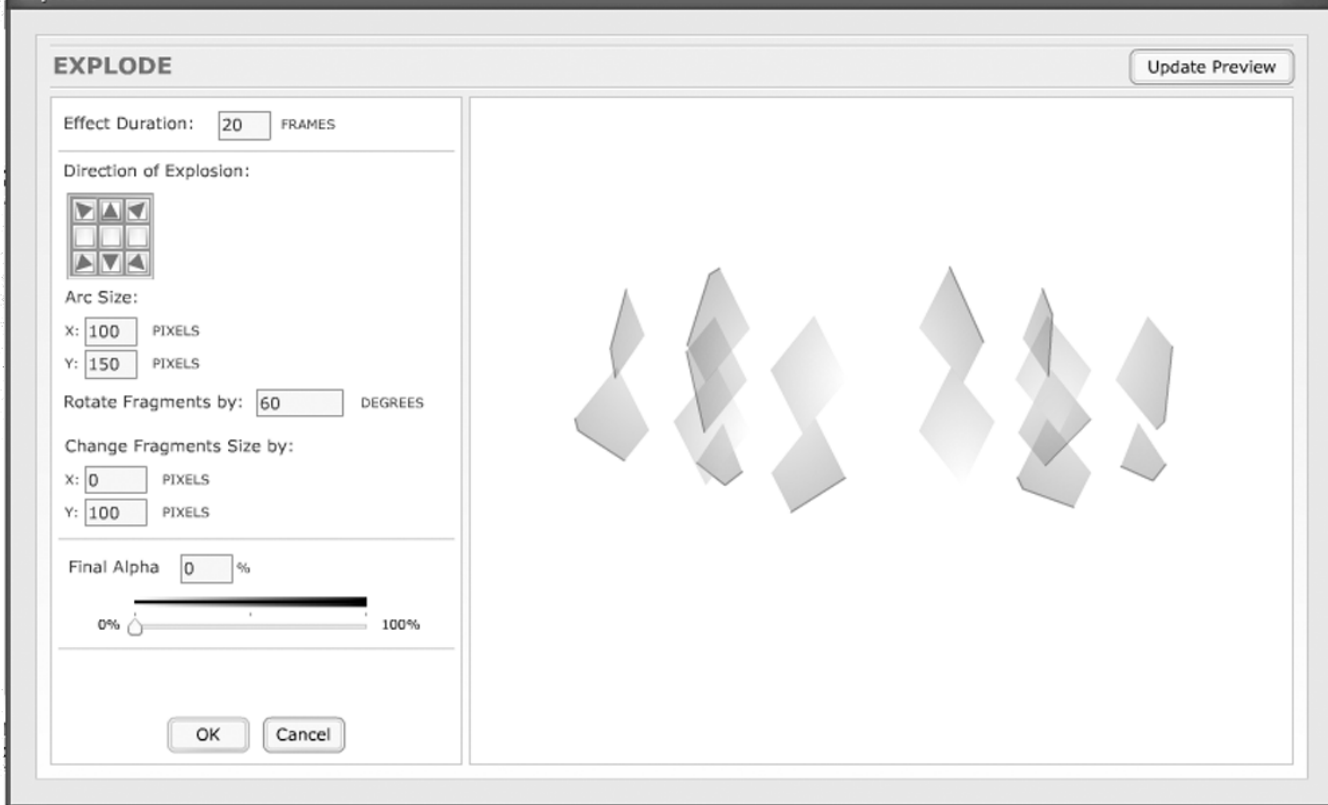 EXPLODE
Update Preview
Effect Duration: 20 FRAMES
Direction of Explosion:
Arc Size:
X: 100 PIXELS
Y: 150 PIXELS
Rotate Fragments by: 60 DEGREES
Change Fragments Size by:
X: 0 PIXELS
Y: 100 PIXELS
Final Alpha 0 %
0% 100%
OK Cancel